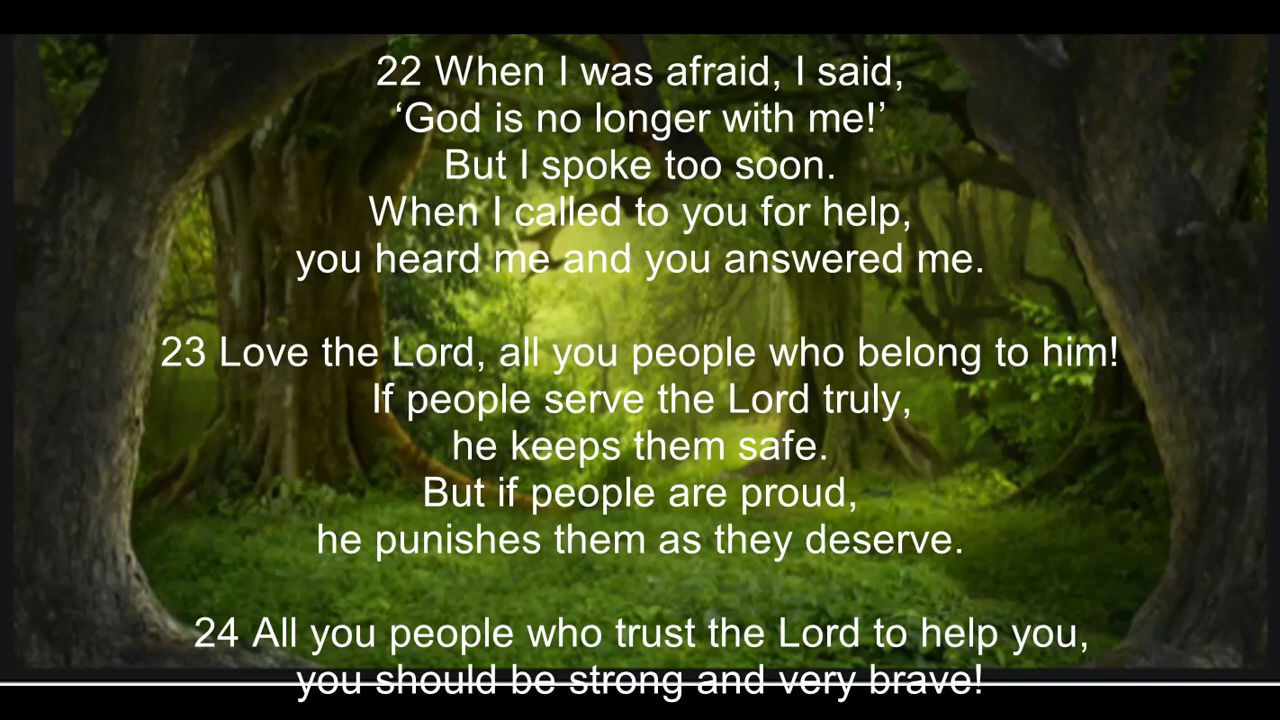 22 When I was afraid, I said,
‘God is no longer with me!’
But I spoke too soon.
When I called to you for help,
you heard me and you answered me.
23 Love the Lord, all you people who belong to him!
If people serve the Lord truly,
he keeps them safe.
But if people are proud,
he punishes them as they deserve.
24 All you people who trust the Lord to help you,
you should be strong and very brave!